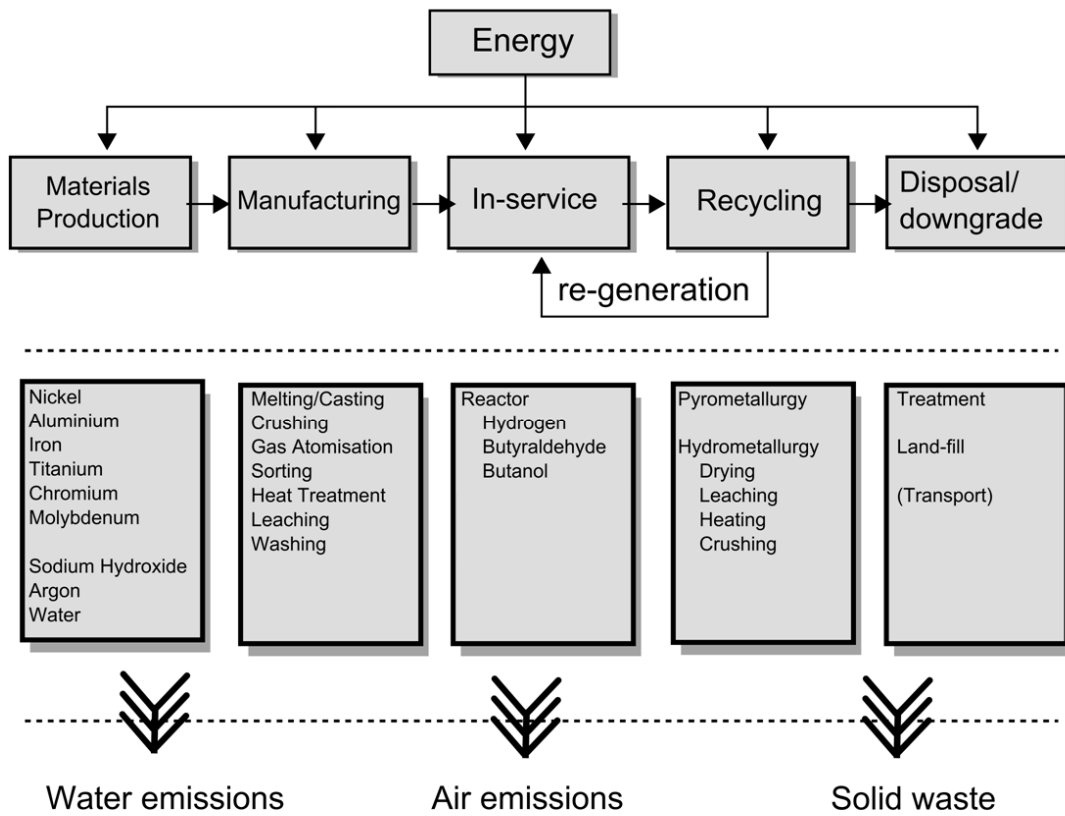 Energy
Materials
Production
Manufacturing
In-service
Recycling
Disposal/
downgrade
re-generation
Nickel
Aluminium
Iron
Titanium
Chromium
Molybdenum
Sodium Hydroxide
Argon
Water
Melting/Casting
Crushing
Gas Atomisation
Sorting
Heat Treatment
Leaching
Washing
Reactor
Hydrogen
Butyraldehyde
Butanol
Pyrometallurgy
Hydrometallurgy
Drying
Leaching
Heating
Crushing
Treatment
Land-fill
(Transport)
Water emissions
Air emissions
Solid waste